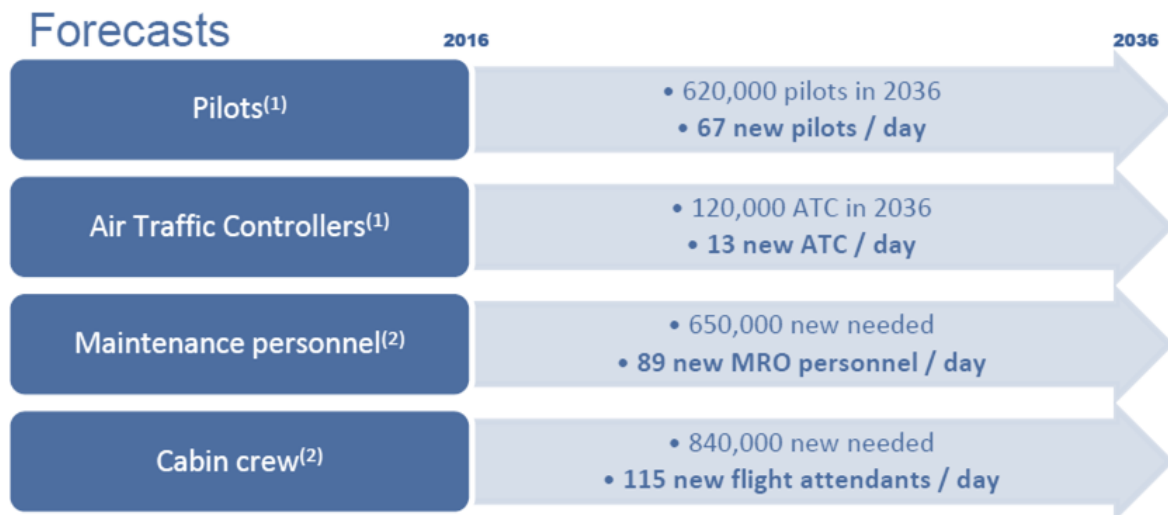 Forecasts
2016
2036
Pilots(1)
• 620,000 pilots in 2036
• 67 new pilots / day
Air Traffic Controllers(1)
• 120,000 ATC in 2036
• 13 new ATC / day
Maintenance personnel(2)
• 650,000 new needed
• 89 new MRO personnel / day
Cabin crew(2)
• 840,000 new needed
• 115 new flight attendants / day